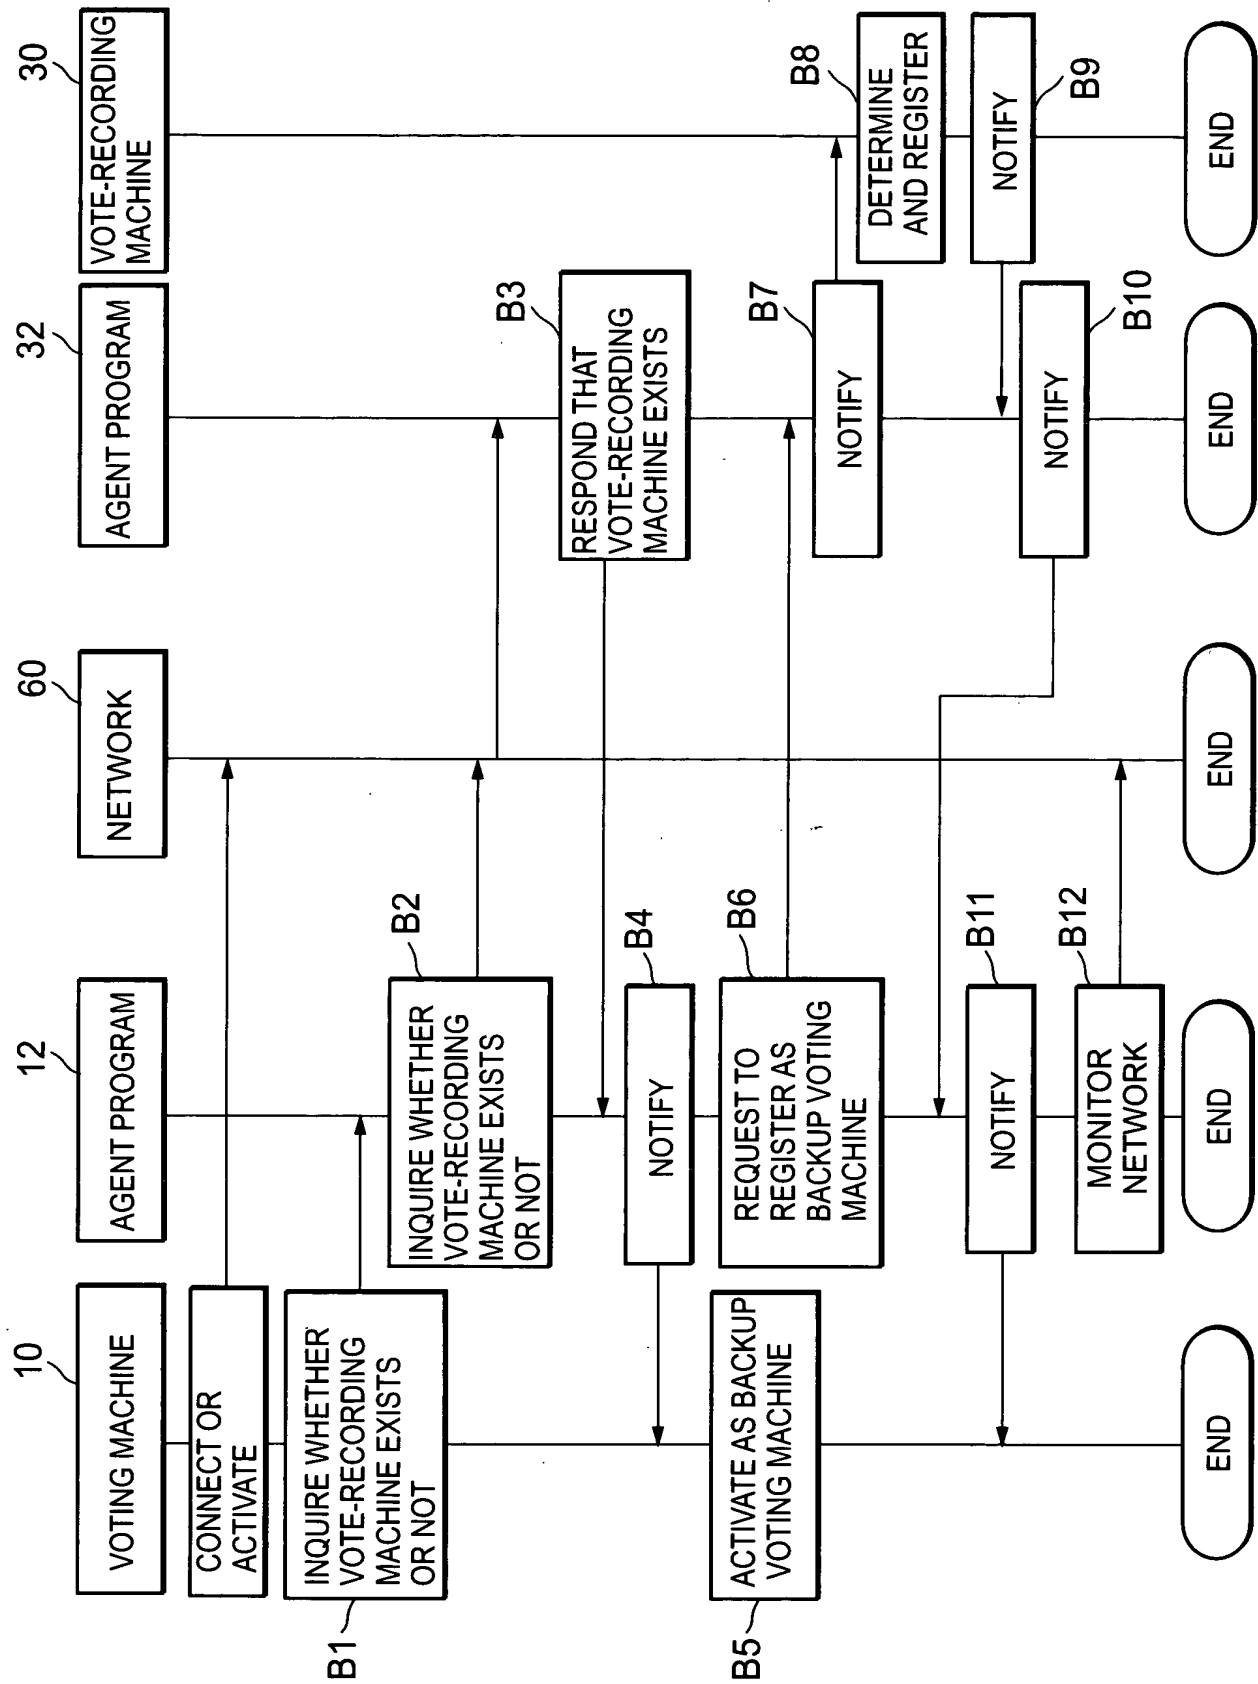 10
VOTING MACHINE
12
AGENT PROGRAM
60
NETWORK
32
AGENT PROGRAM
30
VOTE-RECORDING
MACHINE
CONNECT OR
ACTIVATE
B1
INQUIRE WHETHER
VOTE-RECORDING
MACHINE EXISTS
OR NOT
B2
INQUIRE WHETHER
VOTE-RECORDING
MACHINE EXISTS
OR NOT
B3
RESPOND THAT
VOTE-RECORDING
MACHINE EXISTS
B4
NOTIFY
B5
ACTIVATE AS BACKUP
VOTING MACHINE
B6
REQUEST TO
REGISTER AS
BACKUP VOTING
MACHINE
B7
NOTIFY
B8
DETERMINE
AND REGISTER
B9
NOTIFY
B10
NOTIFY
B11
NOTIFY
B12
MONITOR
NETWORK
END
END
END
END
END